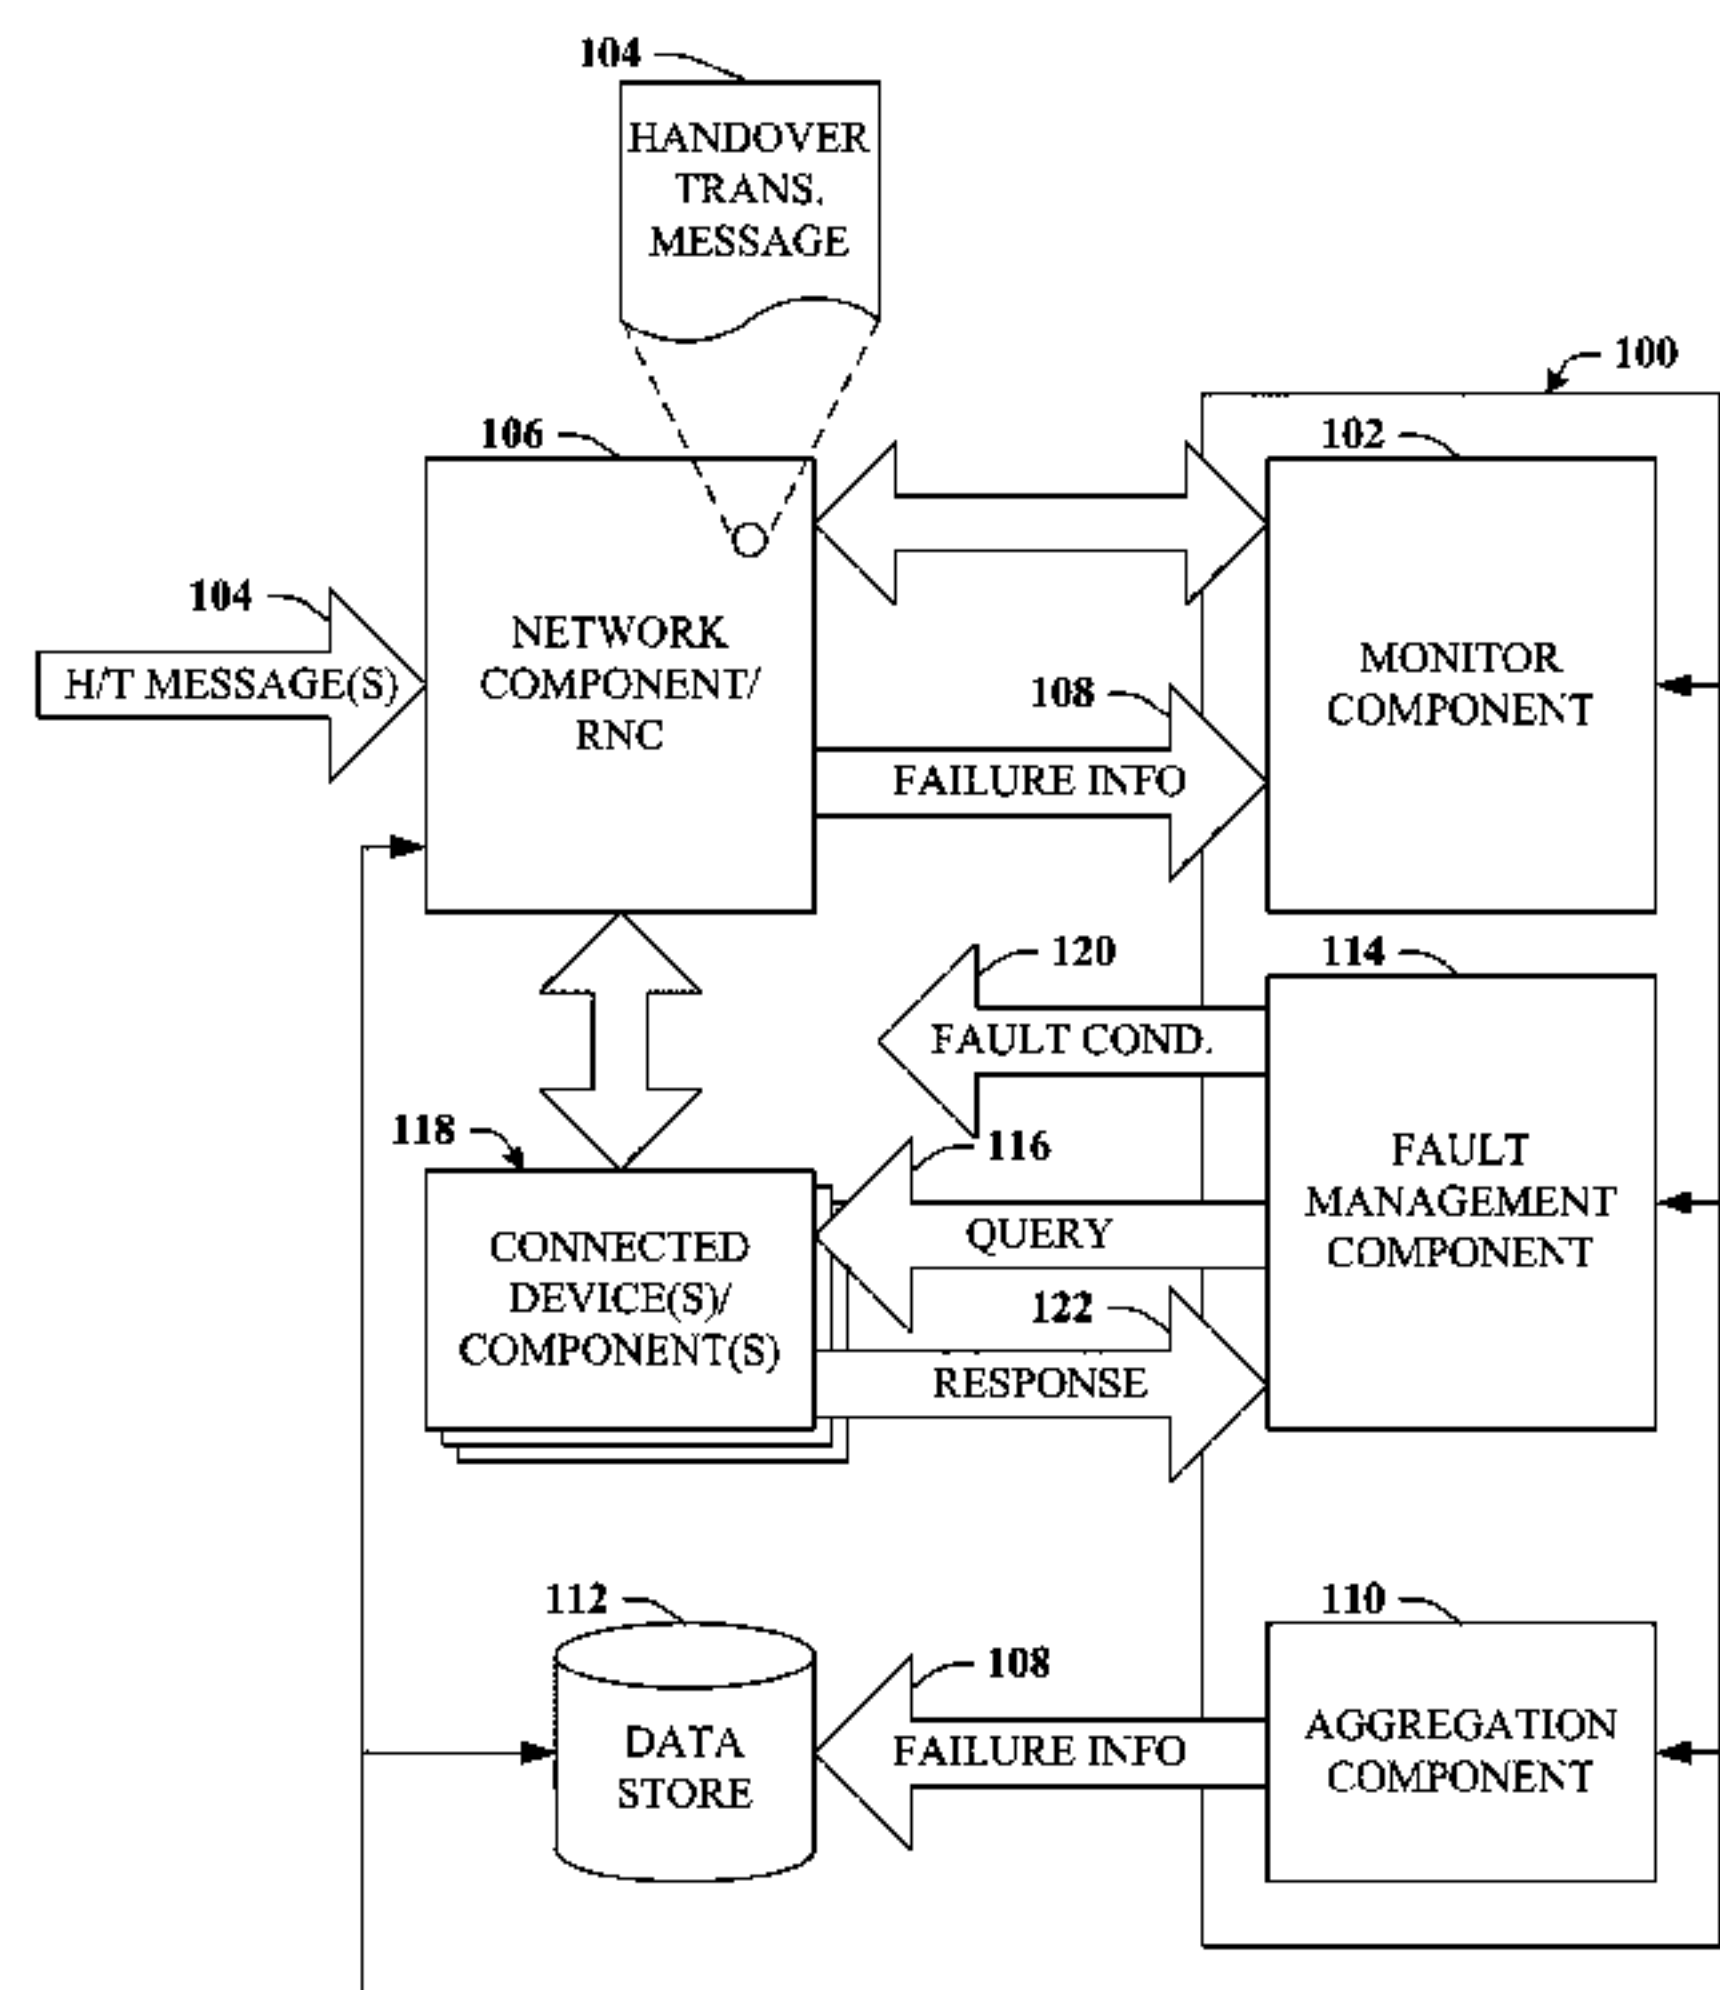 104
HANDOVER
TRANS.
MESSAGE
100
106
102
104
NETWORK
COMPONENT/
RNC
H/T MESSAGE(S)
MONITOR
COMPONENT
108
FAILURE INFO
120
114
FAULT COND.
118
116
FAULT
MANAGEMENT
COMPONENT
QUERY
CONNECTED
DEVICE(S)/
COMPONENT(S)
122
RESPONSE
112
110
108
DATA
STORE
FAILURE INFO
AGGREGATION
COMPONENT